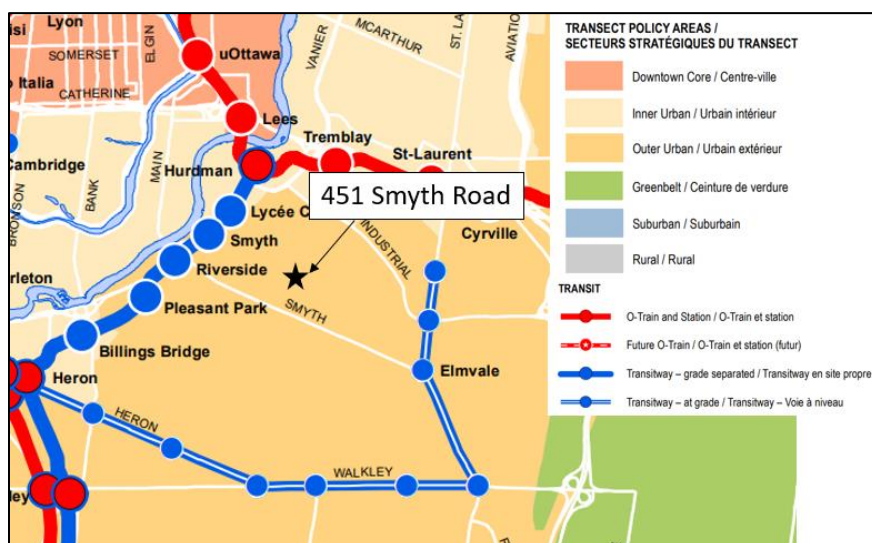 isi
Lyon
ELGIN
SOMERSET
uOttawa
o Italia
CATHERINE
VANIER
MCARTHUR
ST. LA
AVIATIO
Lees
Tremblay
St-Laurent
Cambridge
MAIN
Hurdman
BANK
BRONSON
451 Smyth Road
Lycée C
Smyth
INDUSTRIAL
Cyrville
rleton
Riverside
SMYTH
Pleasant Park
Billings Bridge
Elmvale
Heron
HERON
WALKLEY
ley
TRANSECT POLICY AREAS /
SECTEURS STRATÉGIQUES DU TRANSECT
Downtown Core / Centre-ville
Inner Urban / Urbain intérieur
Outer Urban / Urbain extérieur
Greenbelt / Ceinture de verdure
Suburban / Suburbain
Rural / Rural
TRANSIT
O-Train and Station / O-Train et station
Future O-Train / O-Train et station (futur)
Transitway – grade separated / Transitway en site propre
Transitway – at grade / Transitway – Voie à niveau